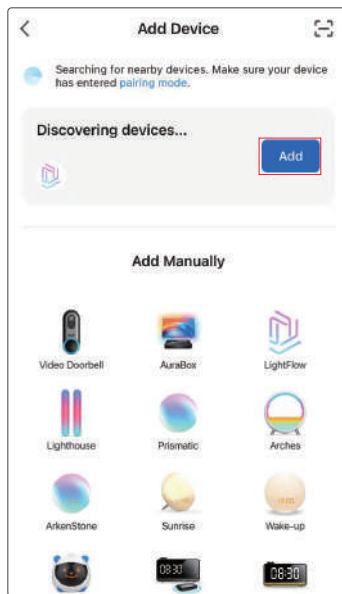 Add Device
Searching for nearby devices. Make sure your device
has entered pairing mode.
Discovering devices...
Add
Add Manually
Video Doorbell
AuraBox
LightFlow
Lighthouse
Prismatic
Arches
ArkenStone
Sunrise
Wake-up
08:30
08:30